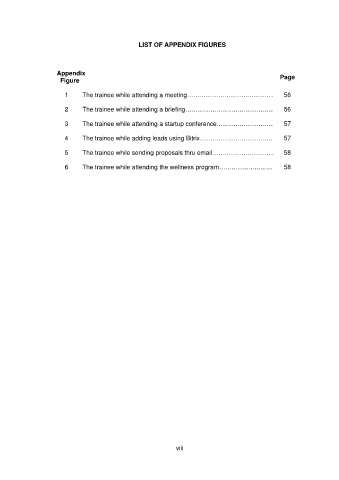 LIST OF APPENDIX FIGURES
Appendix
Figure Page
1 The trainee while attending a meeting…………………………………… 56
2 The trainee while attending a briefing……………………………………. 56
3 The trainee while attending a startup conference………………………. 57
4 The trainee while adding leads using Bitrix……………………………… 57
5 The trainee while sending proposals thru email………………………… 58
6 The trainee while attending the wellness program…………………….. 58
viii